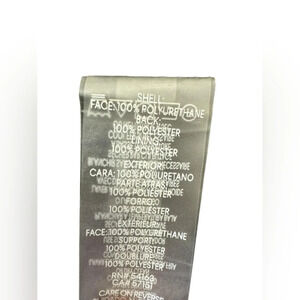 SHELL:
FACE: 100% POLYURETHANE
BACK:
100% POLYESTER
LINING:
100% POLYESTER
EXTERIOR:
CARA: 100% POLIURETANO
PARTE ATRAS:
100% POLIESTER
FORRO:
100% POLIESTER
EXTERIEUR:
FACE: 100% POLYURETHANE
SUPPORT:
100% POLYESTER
DOUBLURE:
100% POLYESTER
RN# 54163
CA# 57151
CARE ON REVERSE